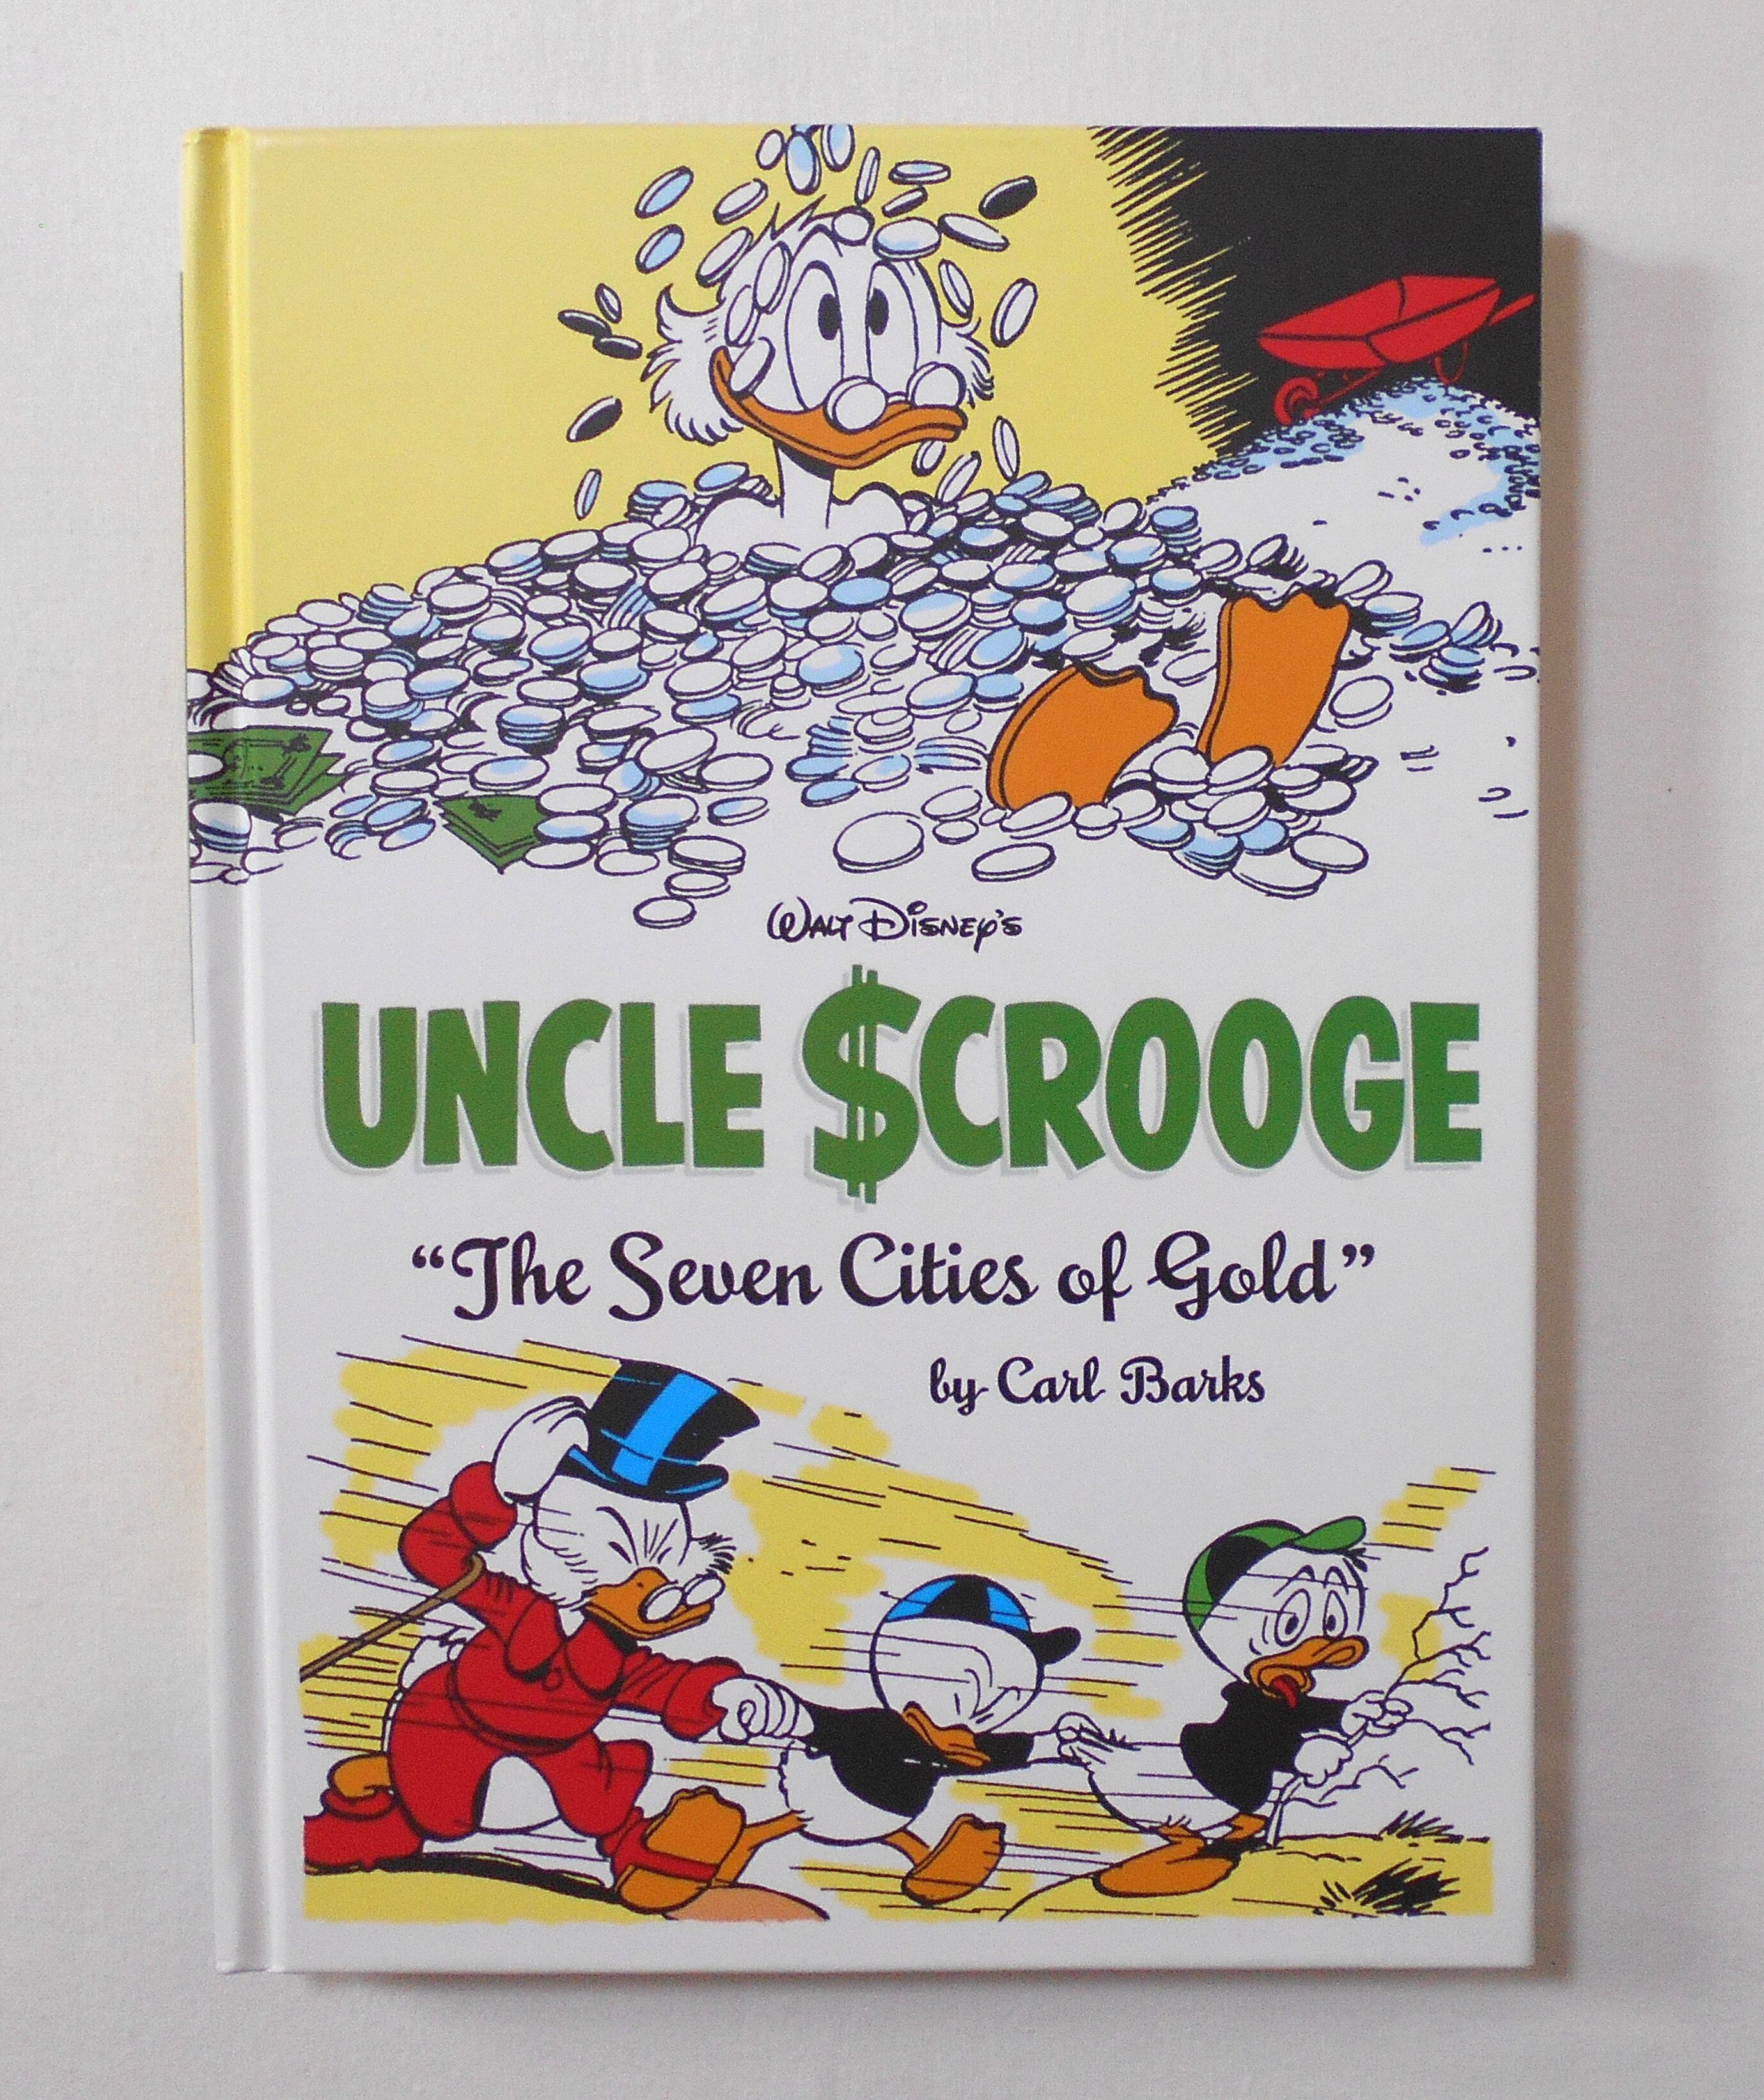 Walt Disney's
UNCLE $CROOGE
“The Seven Cities of Gold”
by Carl Barks